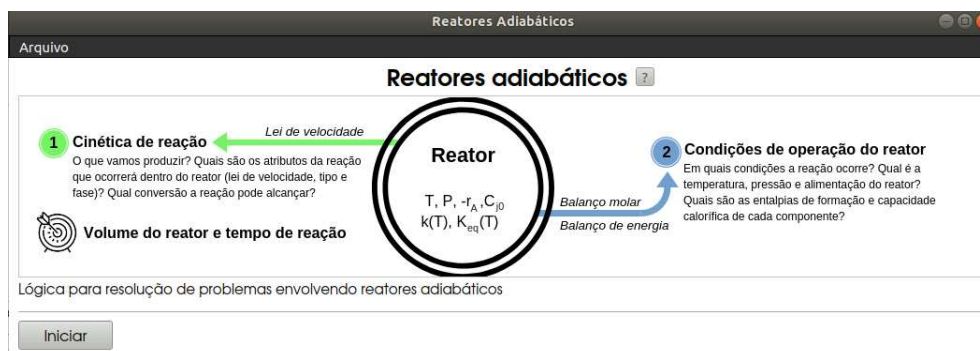 Reatores Adiabáticos
Arquivo
Reatores adiabáticos ?
1 Cinética de reação
O que vamos produzir? Quais são os atributos da reação
que ocorrerá dentro do reator (lei de velocidade, tipo e
fase)? Qual conversão a reação pode alcançar?
Volume do reator e tempo de reação
Lei de velocidade
Reator
T, P, -r_A ,C_j0
k(T), K_eq(T)
Balanço molar
Balanço de energia
2 Condições de operação do reator
Em quais condições a reação ocorre? Qual é a
temperatura, pressão e alimentação do reator?
Quais são as entalpias de formação e capacidade
calorífica de cada componente?
Lógica para resolução de problemas envolvendo reatores adiabáticos
Iniciar